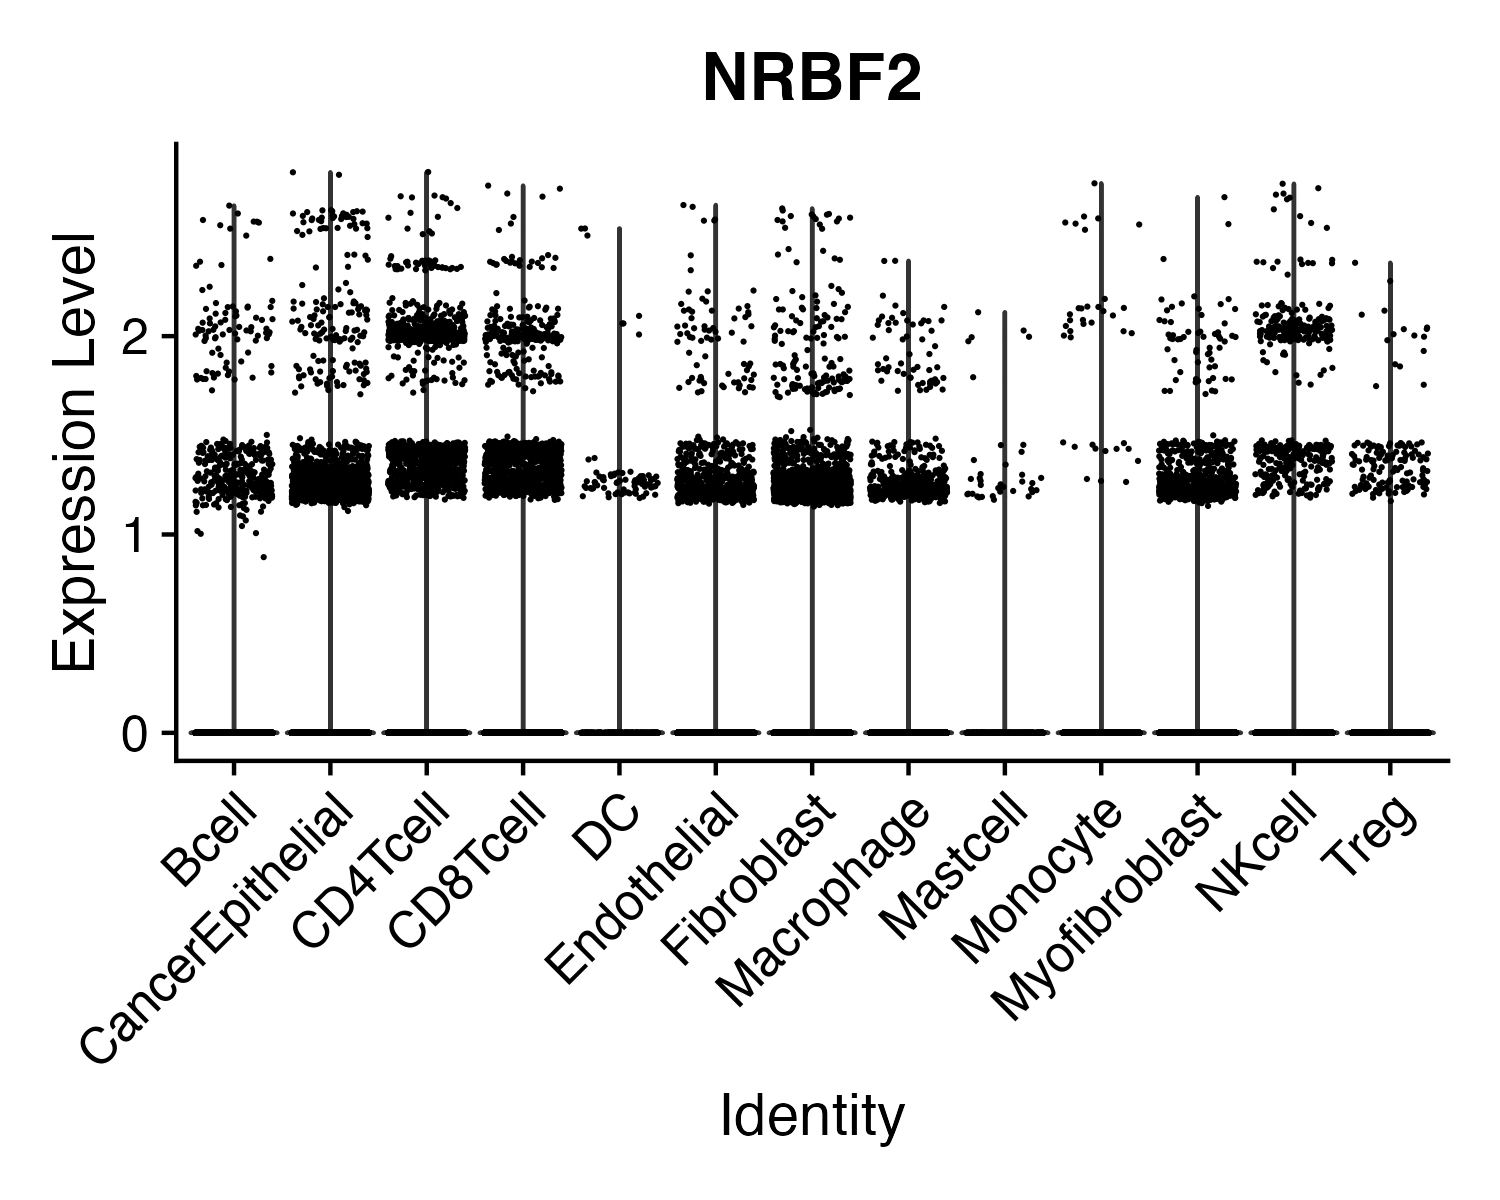 NRBF2
Expression Level
2
1
0
Bcell
CancerEpithelial
CD4Tcell
CD8Tcell
DC
Endothelial
Fibroblast
Macrophage
Mastcell
Monocyte
Myofibroblast
NKcell
Treg
Identity